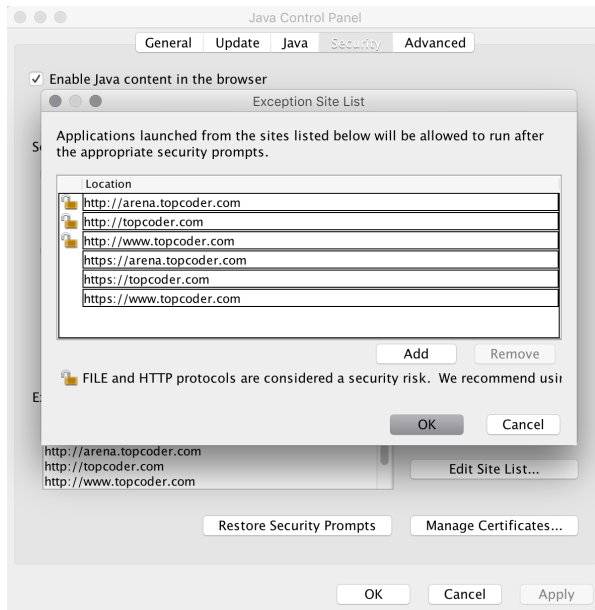 Java Control Panel
General Update Java Security Advanced
Enable Java content in the browser
Exception Site List
Applications launched from the sites listed below will be allowed to run after
the appropriate security prompts.
Location
http://arena.topcoder.com
http://topcoder.com
http://www.topcoder.com
https://arena.topcoder.com
https://topcoder.com
https://www.topcoder.com
Add Remove
FILE and HTTP protocols are considered a security risk. We recommend
OK Cancel
http://arena.topcoder.com
http://topcoder.com
http://www.topcoder.com
Edit Site List...
Restore Security Prompts Manage Certificates...
OK Cancel Apply